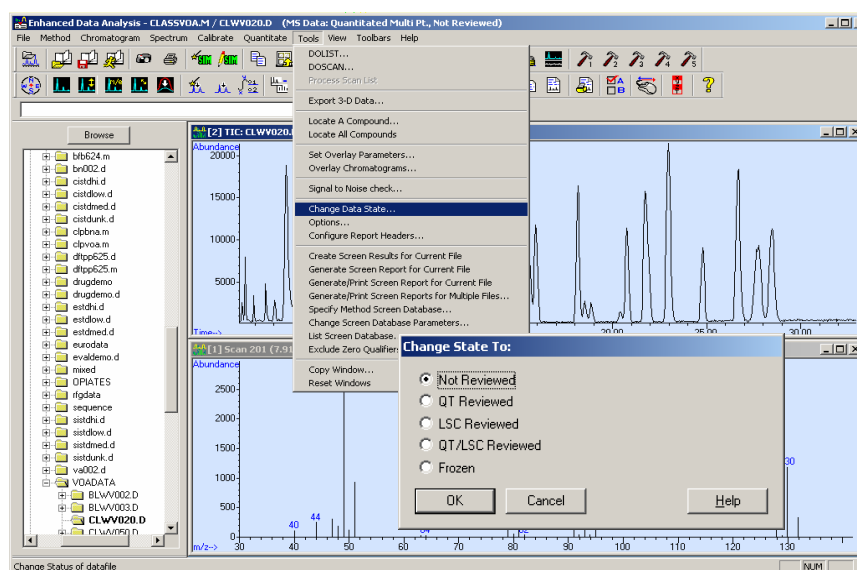 Enhanced Data Analysis - CLASSVOA.M / CLWV020.D (MS Data: Quantitated Multi Pt., Not Reviewed)
File Method Chromatogram Spectrum Calibrate Quantitate Tools View Toolbars Help
DOLIST...
DOSCAN...
Process Scan List
Export 3-D Data...
Locate A Compound...
Locate All Compounds
Set Overlay Parameters...
Overlay Chromatograms...
Signal to Noise check...
Change Data State...
Options...
Configure Report Headers...
Create Screen Results for Current File
Generate Screen Report for Current File
Generate/Print Screen Report for Current File
Generate/Print Screen Reports for Multiple Files...
Specify Method Screen Database...
Change Screen Database Parameters...
List Screen Database.
Exclude Zero Qualifier
Copy Window...
Reset Windows
Browse
bfb624.m
bn002.d
cistdhi.d
cistdlow.d
cistdmed.d
cistdunk.d
clpbna.m
clpvoa.m
dftpp625.d
dftpp625.m
drugdemo
drugdemo.d
estdhi.d
estdlow.d
estdmed.d
eurodata
evaldemo.d
mixed
OPIATES
rfgdata
sequence
sistdhi.d
sistdlow.d
sistdmed.d
sistdunk.d
va002.d
VOADATA
BLWV002.D
BLWV003.D
CLWV020.D
CLWV050.D
[2] TIC: CLWV020.
Abundance
20000
15000
10000
5000
Time-->
20.00 25.00 30.00
[1] Scan 201 (7.91
Abundance
2500
2000
1500
1000
500
0
40 44 130
m/z--> 30 40 50 60 70 80 90 100 110 120 130
Change State To:
Not Reviewed
QT Reviewed
LSC Reviewed
QT/LSC Reviewed
Frozen
OK Cancel Help
Change Status of datafile
NUM